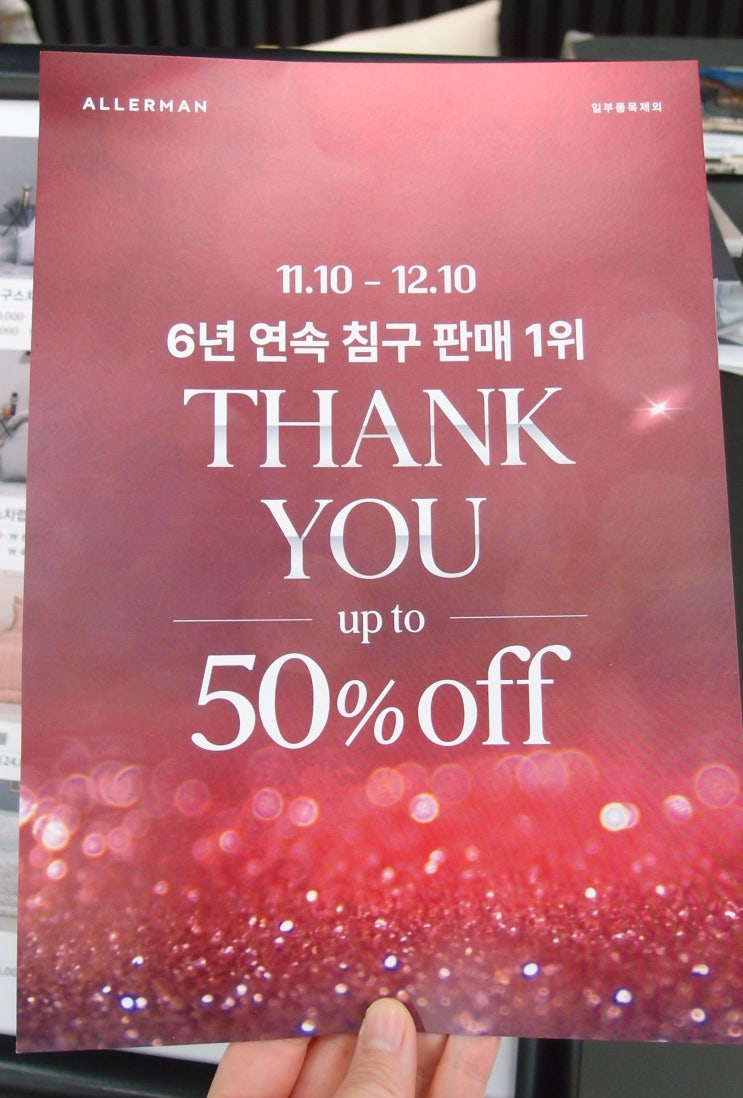 ALLERMAN
일부품목제외
11.10 - 12.10
6년 연속 침구 판매 1위
THANK
YOU
up to
50% off